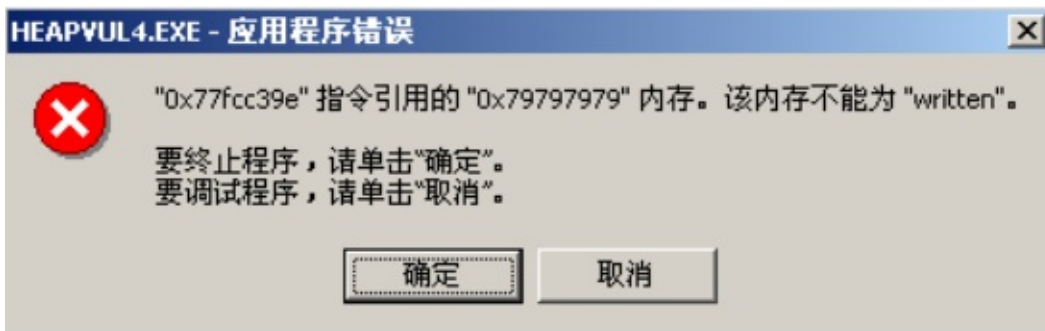 HEAPVUL4.EXE - 应用程序错误
"0x77fcc39e" 指令引用的 "0x79797979" 内存。该内存不能为 "written"。
要终止程序，请单击“确定”。
要调试程序，请单击“取消”。
确定 取消